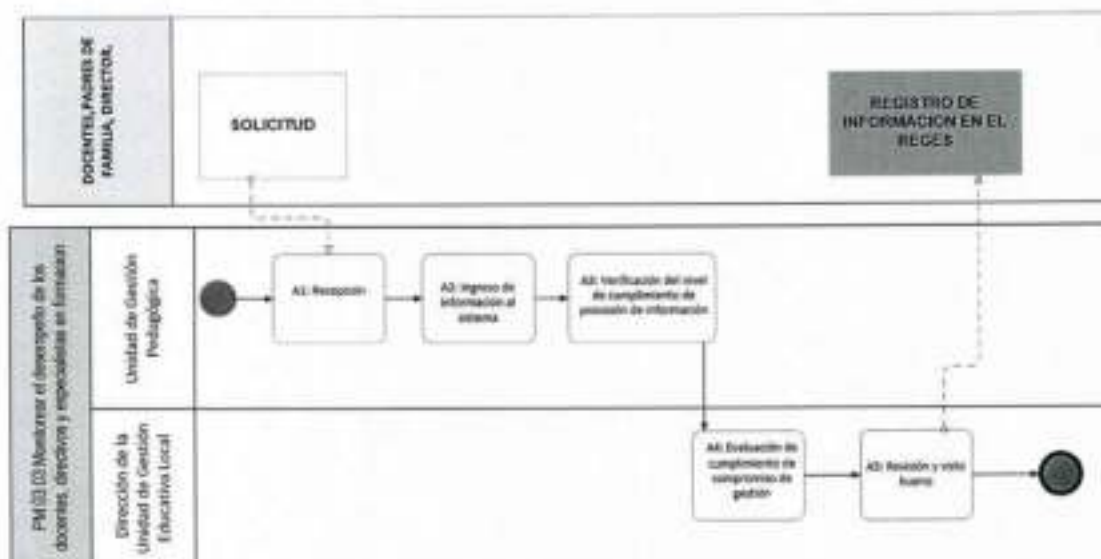 DOCENTES,PADRES DE
FAMILIA, DIRECTOR,
SOLICITUD
REGISTRO DE
INFORMACION EN EL
REGES
PM.03.03 Monitorear el desempeño de los
docentes, directivos y especialistas en formacion
Unidad de Gestión
Pedagógica
A1: Recepción
A2: Ingreso de
información al
sistema
A3: Verificación del nivel
de cumplimiento de
provisión de información
Dirección de la
Unidad de Gestión
Educativa Local
A4: Evaluación de
cumplimiento de
compromiso de
gestión
A5: Revisión y visto
bueno